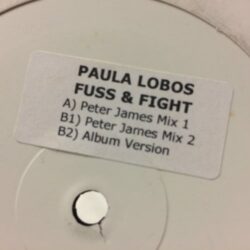 PAULA LOBOS
FUSS & FIGHT
A) Peter James Mix 1
B1) Peter James Mix 2
B2) Album Version